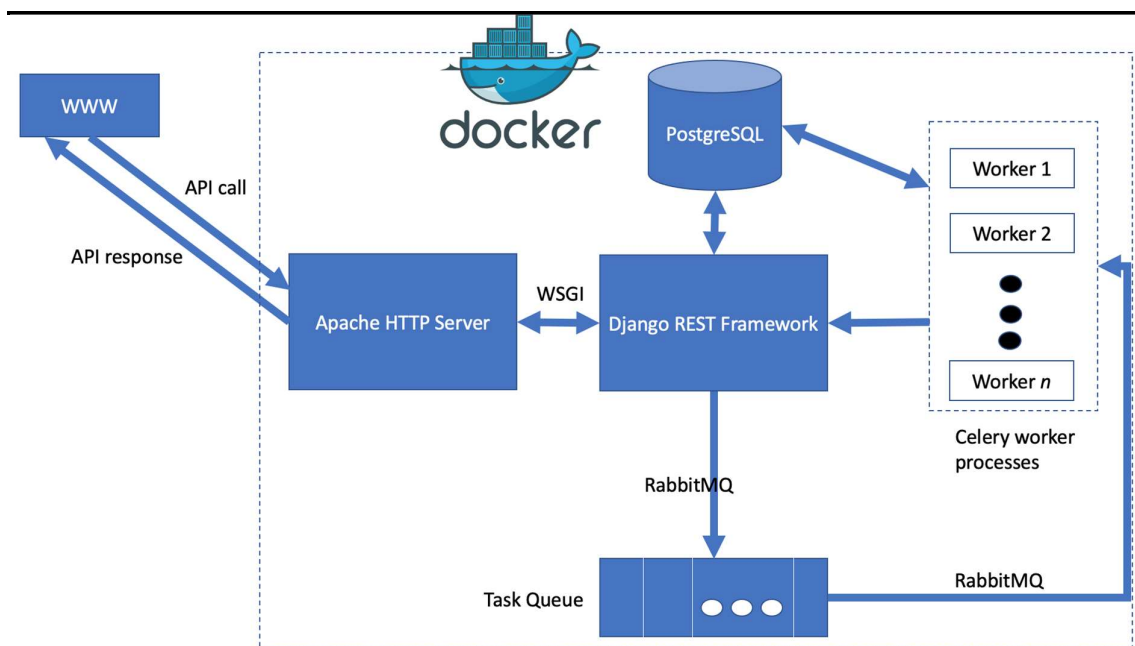 docker
WWW
PostgreSQL
Worker 1
API call
Worker 2
API response
WSGI
Apache HTTP Server
Django REST Framework
Worker n
Celery worker
processes
RabbitMQ
RabbitMQ
Task Queue